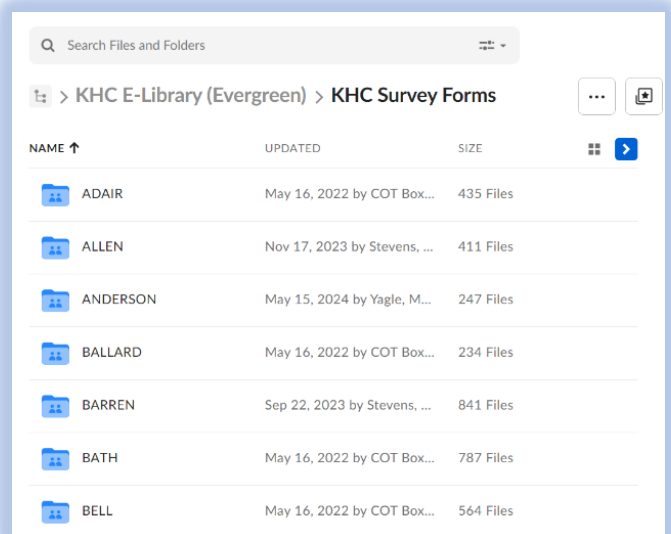 Search Files and Folders
KHC E-Library (Evergreen) > KHC Survey Forms
NAME UPDATED SIZE
ADAIR May 16, 2022 by COT Box... 435 Files
ALLEN Nov 17, 2023 by Stevens, ... 411 Files
ANDERSON May 15, 2024 by Yagle, M... 247 Files
BALLARD May 16, 2022 by COT Box... 234 Files
BARREN Sep 22, 2023 by Stevens, ... 841 Files
BATH May 16, 2022 by COT Box... 787 Files
BELL May 16, 2022 by COT Box... 564 Files